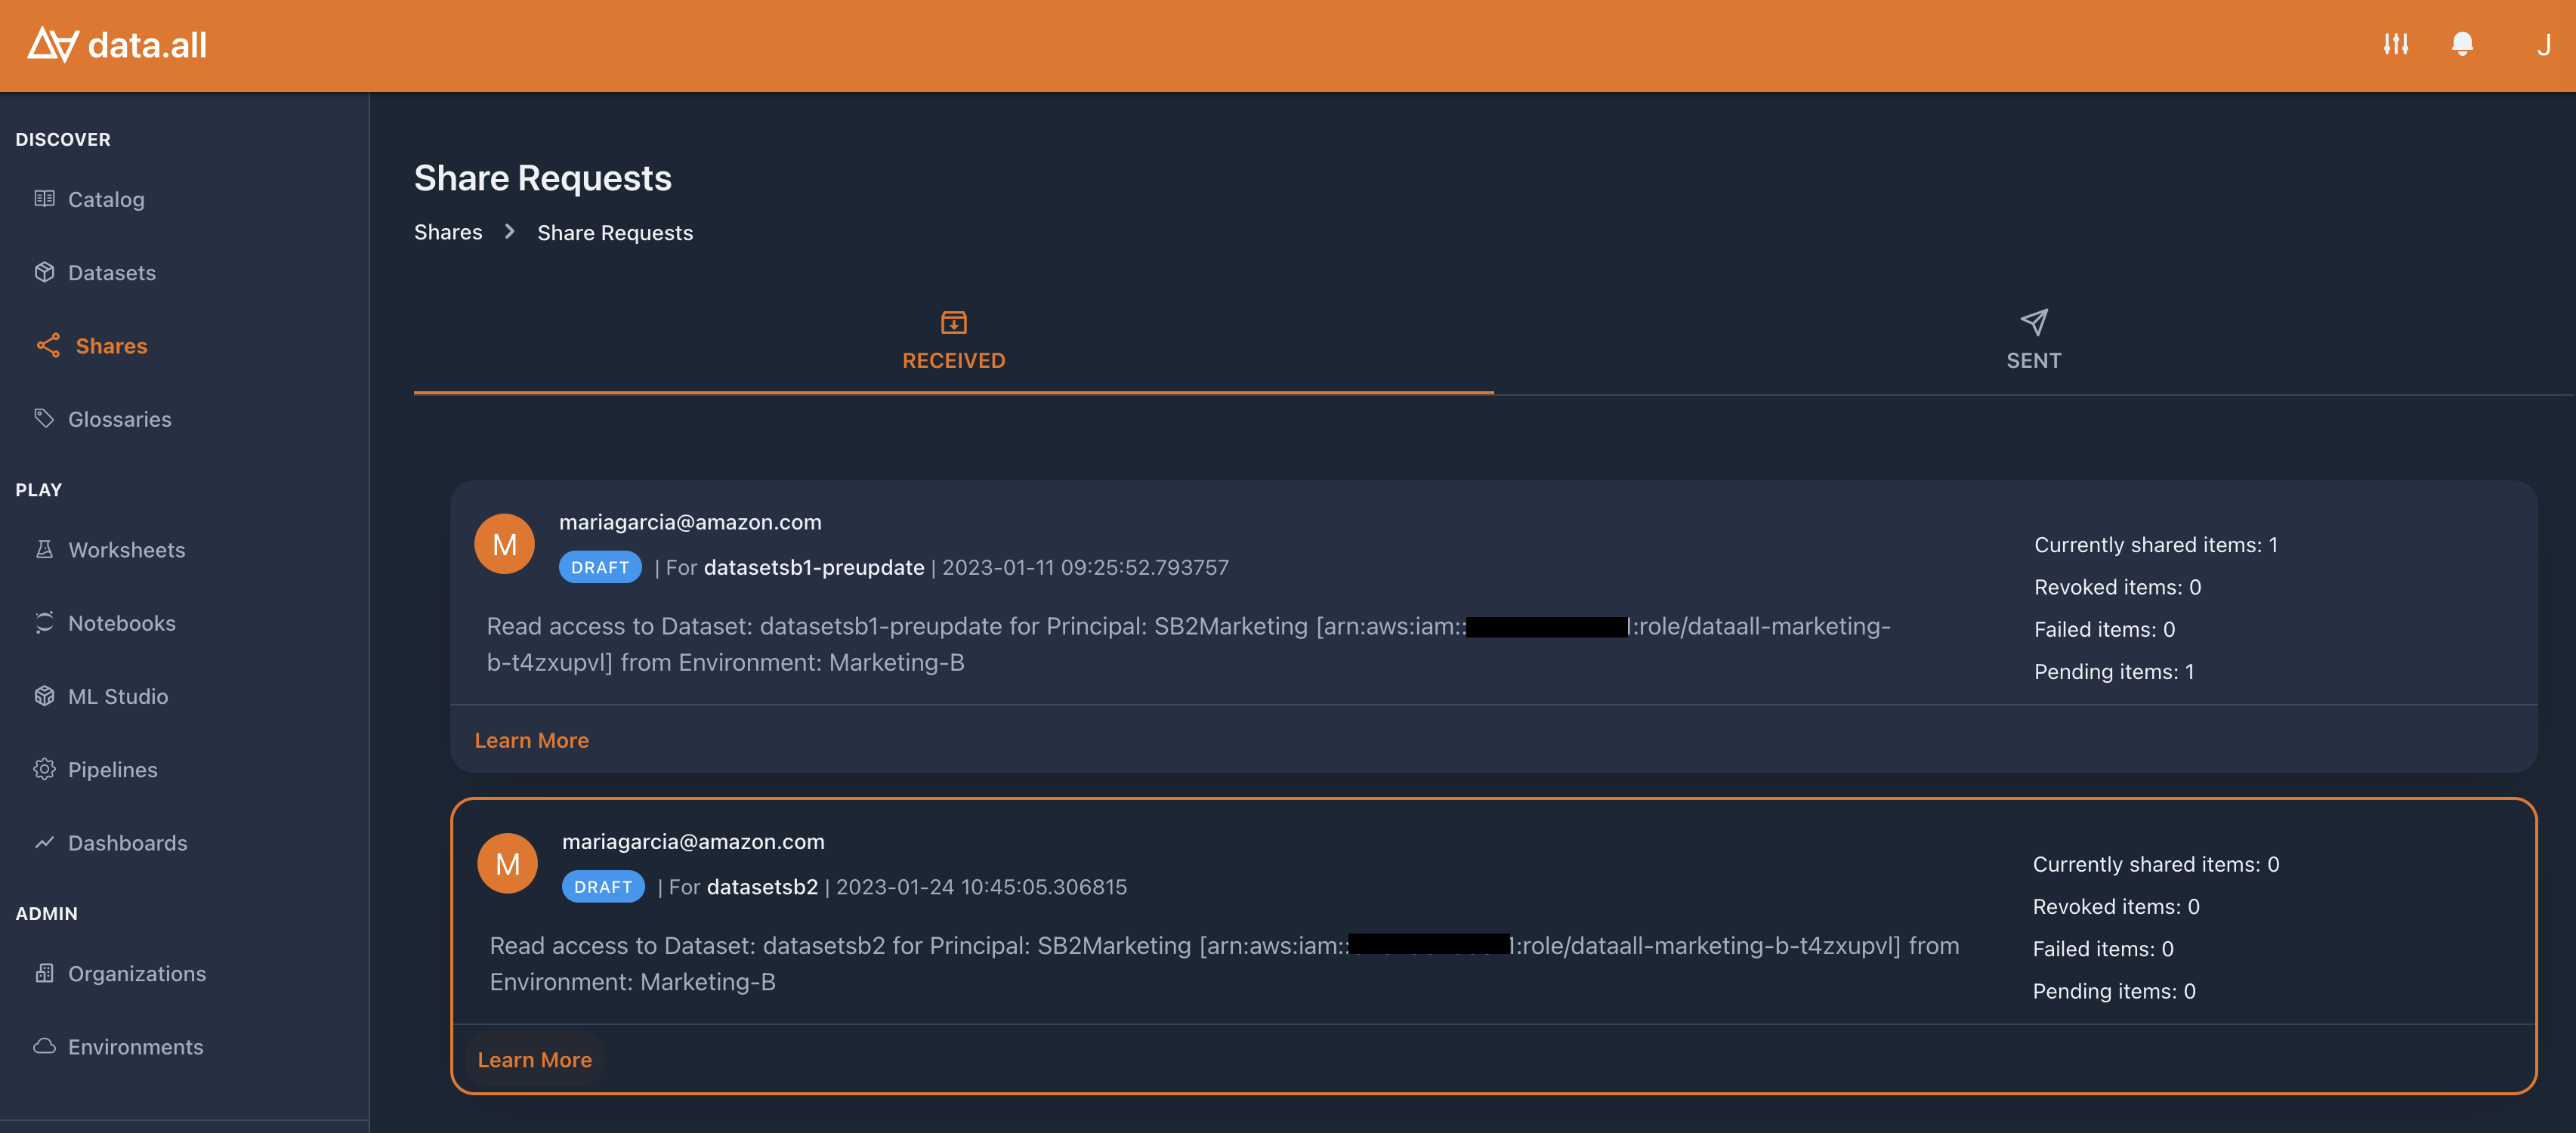 data.all
J
DISCOVER
Catalog
Datasets
Shares
Glossaries
PLAY
Worksheets
Notebooks
ML Studio
Pipelines
Dashboards
ADMIN
Organizations
Environments
Share Requests
Shares > Share Requests
RECEIVED
SENT
M
mariagarcia@amazon.com
DRAFT | For datasetsb1-preupdate | 2023-01-11 09:25:52.793757
Read access to Dataset: datasetsb1-preupdate for Principal: SB2Marketing [arn:aws:iam:: :role/dataall-marketing-
b-t4zxupvl] from Environment: Marketing-B
Currently shared items: 1
Revoked items: 0
Failed items: 0
Pending items: 1
Learn More
M
mariagarcia@amazon.com
DRAFT | For datasetsb2 | 2023-01-24 10:45:05.306815
Read access to Dataset: datasetsb2 for Principal: SB2Marketing [arn:aws:iam:: :role/dataall-marketing-b-t4zxupvl] from
Environment: Marketing-B
Currently shared items: 0
Revoked items: 0
Failed items: 0
Pending items: 0
Learn More